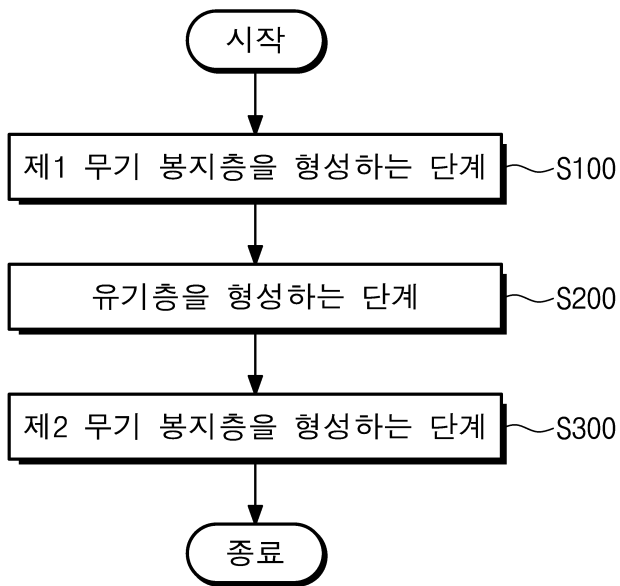 시작
제1 무기 봉지층을 형성하는 단계 S100
유기층을 형성하는 단계 S200
제2 무기 봉지층을 형성하는 단계 S300
종료